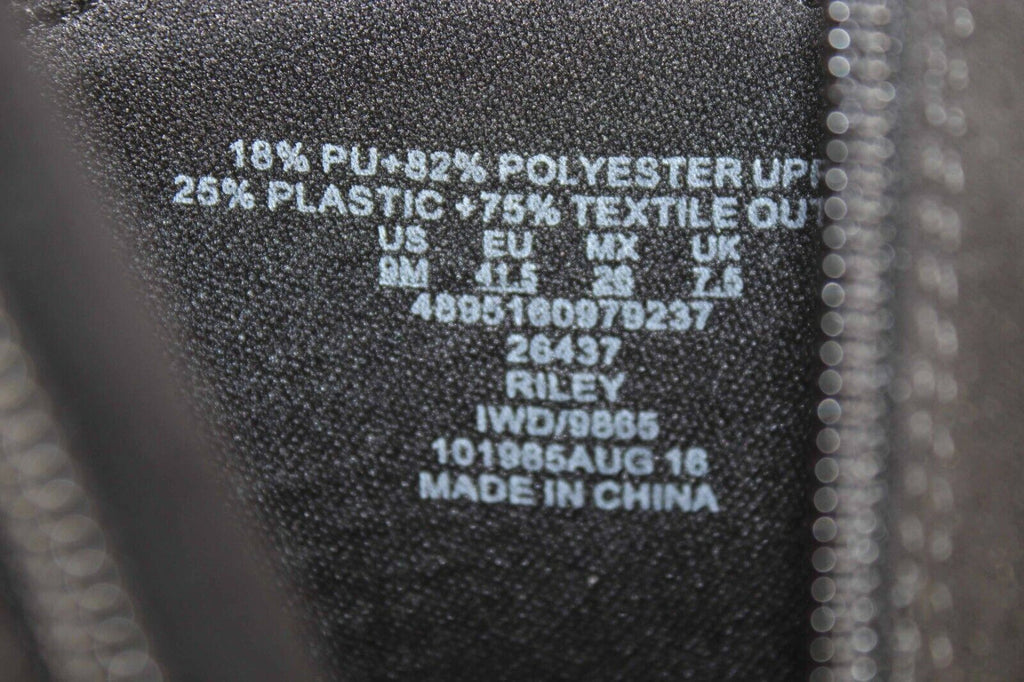 18% PU+82% POLYESTER UPP
25% PLASTIC +75% TEXTILE OUT
US EU MX UK
9M 41.5 26 7.5
4895160979237
26437
RILEY
IWD/9865
101985AUG 16
MADE IN CHINA